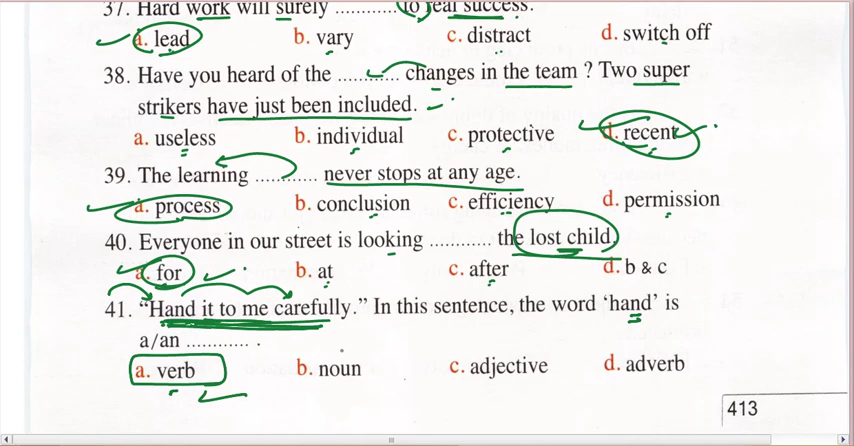 37. Hard work will surely ............ to real success.
a. lead b. vary c. distract d. switch off
38. Have you heard of the ............ changes in the team ? Two super
strikers have just been included.
a. useless b. individual c. protective d. recent
39. The learning ............ never stops at any age.
a. process b. conclusion c. efficiency d. permission
40. Everyone in our street is looking ............ the lost child.
a. for b. at c. after d. b & c
41. “Hand it to me carefully.” In this sentence, the word ‘hand’ is
a/an ............ .
a. verb b. noun c. adjective d. adverb
413